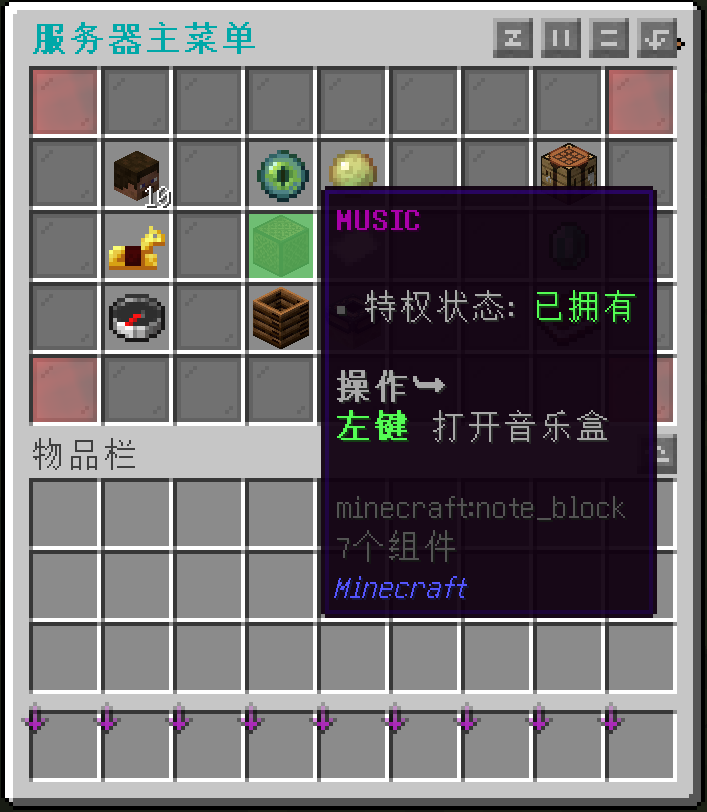 服务器主菜单
10
MUSIC
▪ 特权状态: 已拥有
操作↪
左键 打开音乐盒
物品栏
minecraft:note_block
7个组件
Minecraft